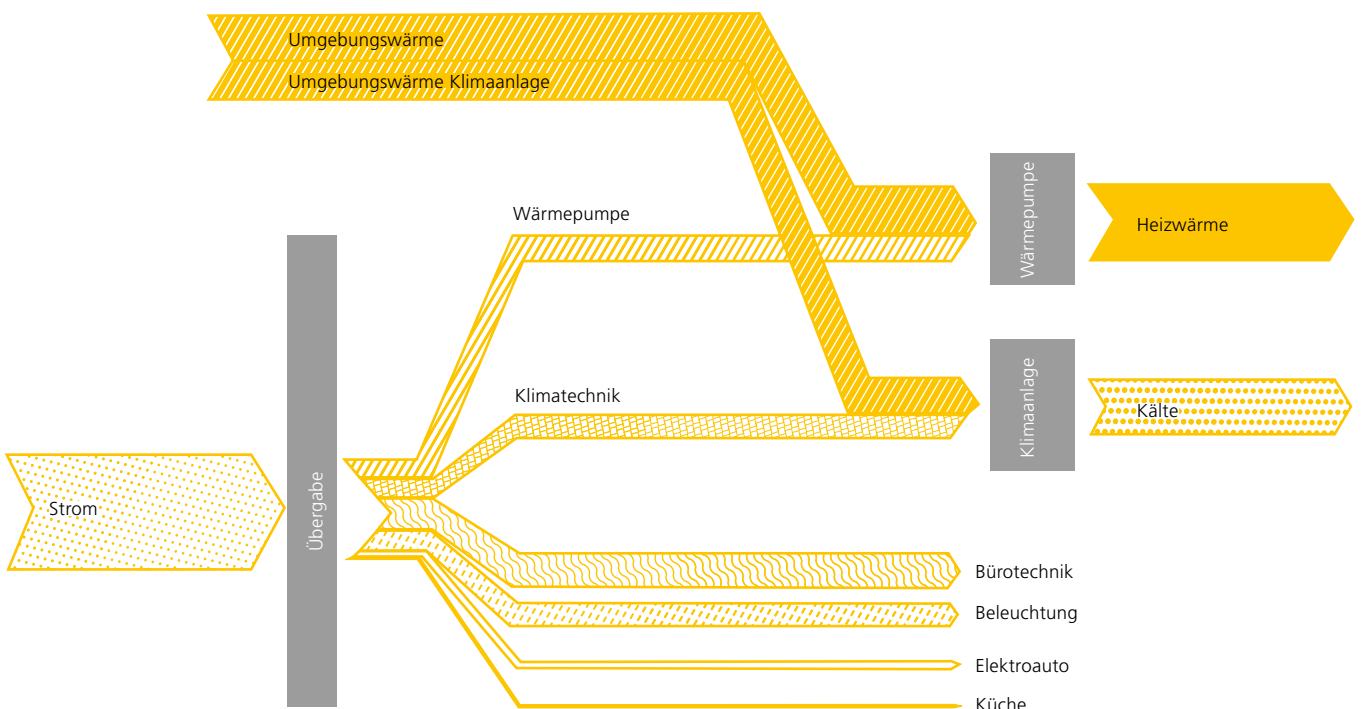 Umgebungswärme
Umgebungswärme Klimaanlage
Wärmepumpe
Wärmepumpe
Heizwärme
Klimatechnik
Klimaanlage
Kälte
Strom
Übergabe
Bürotechnik
Beleuchtung
Elektroauto
Küche